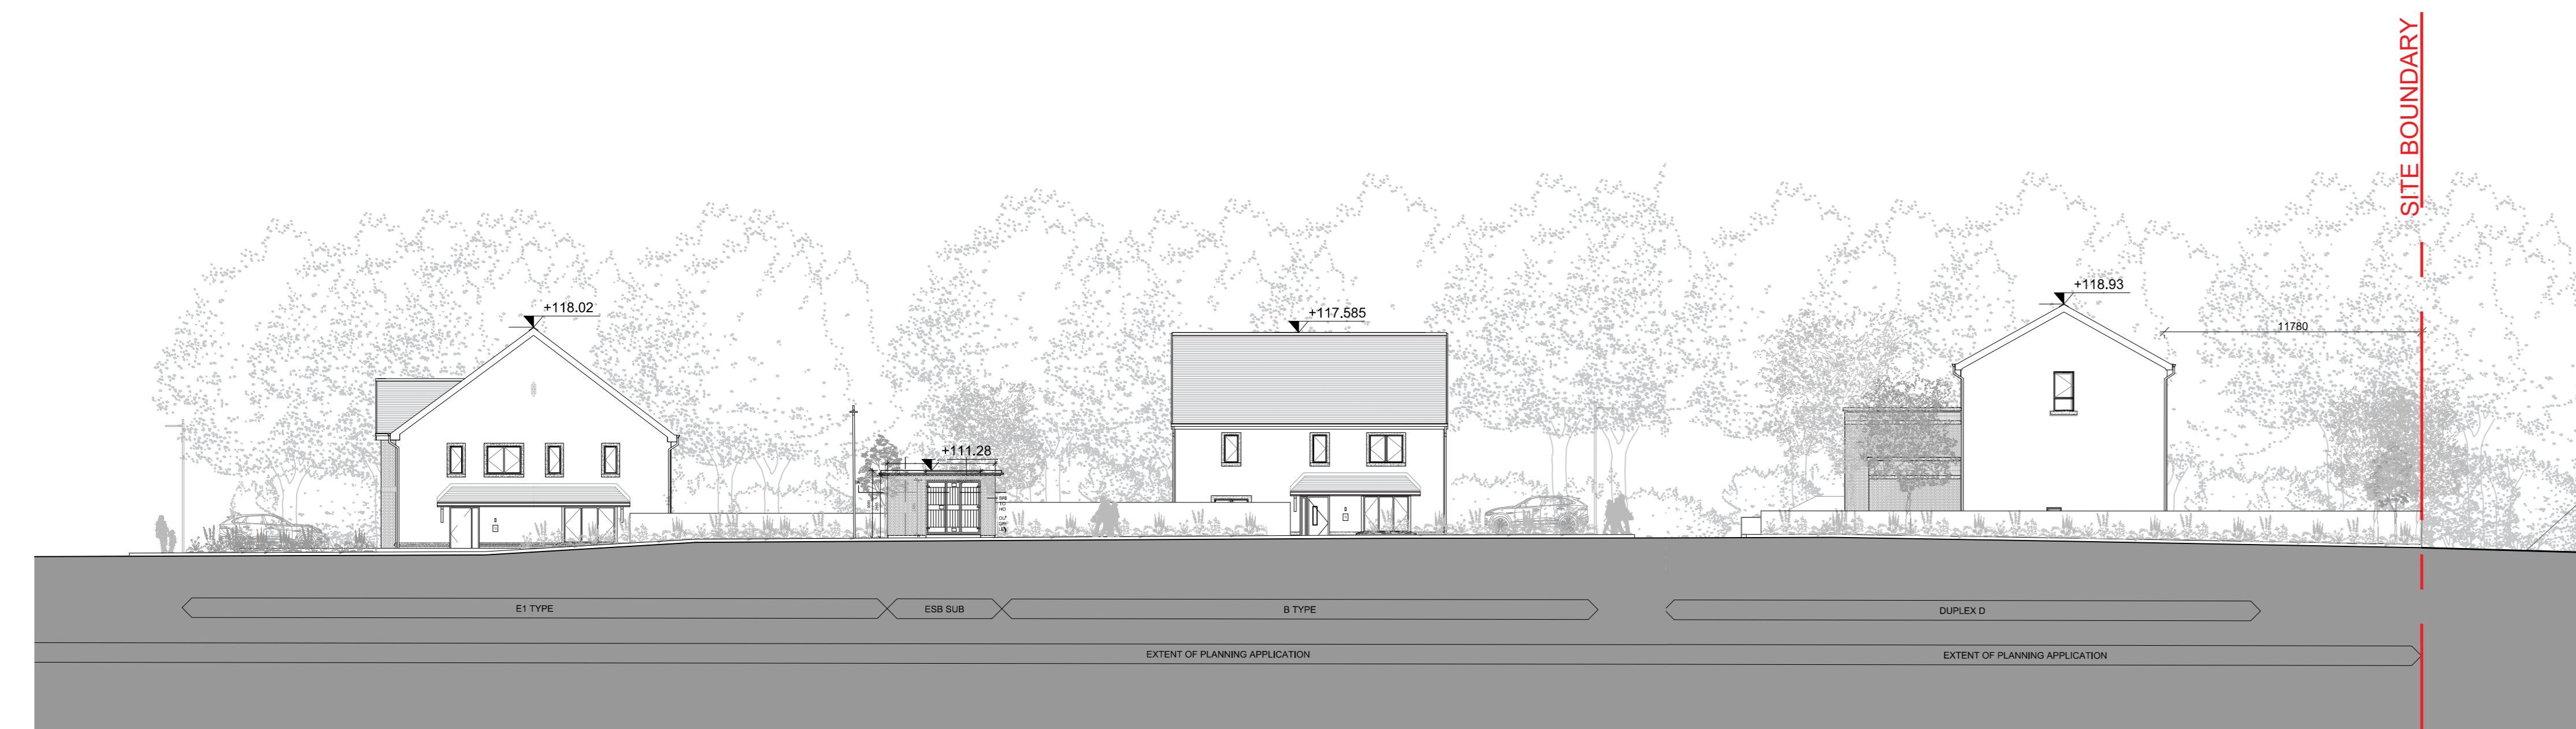 SITE BOUNDARY
+118.02
+117.585
+118.93
11780
+111.28
E1 TYPE
ESB SUB
B TYPE
DUPLEX D
EXTENT OF PLANNING APPLICATION
EXTENT OF PLANNING APPLICATION